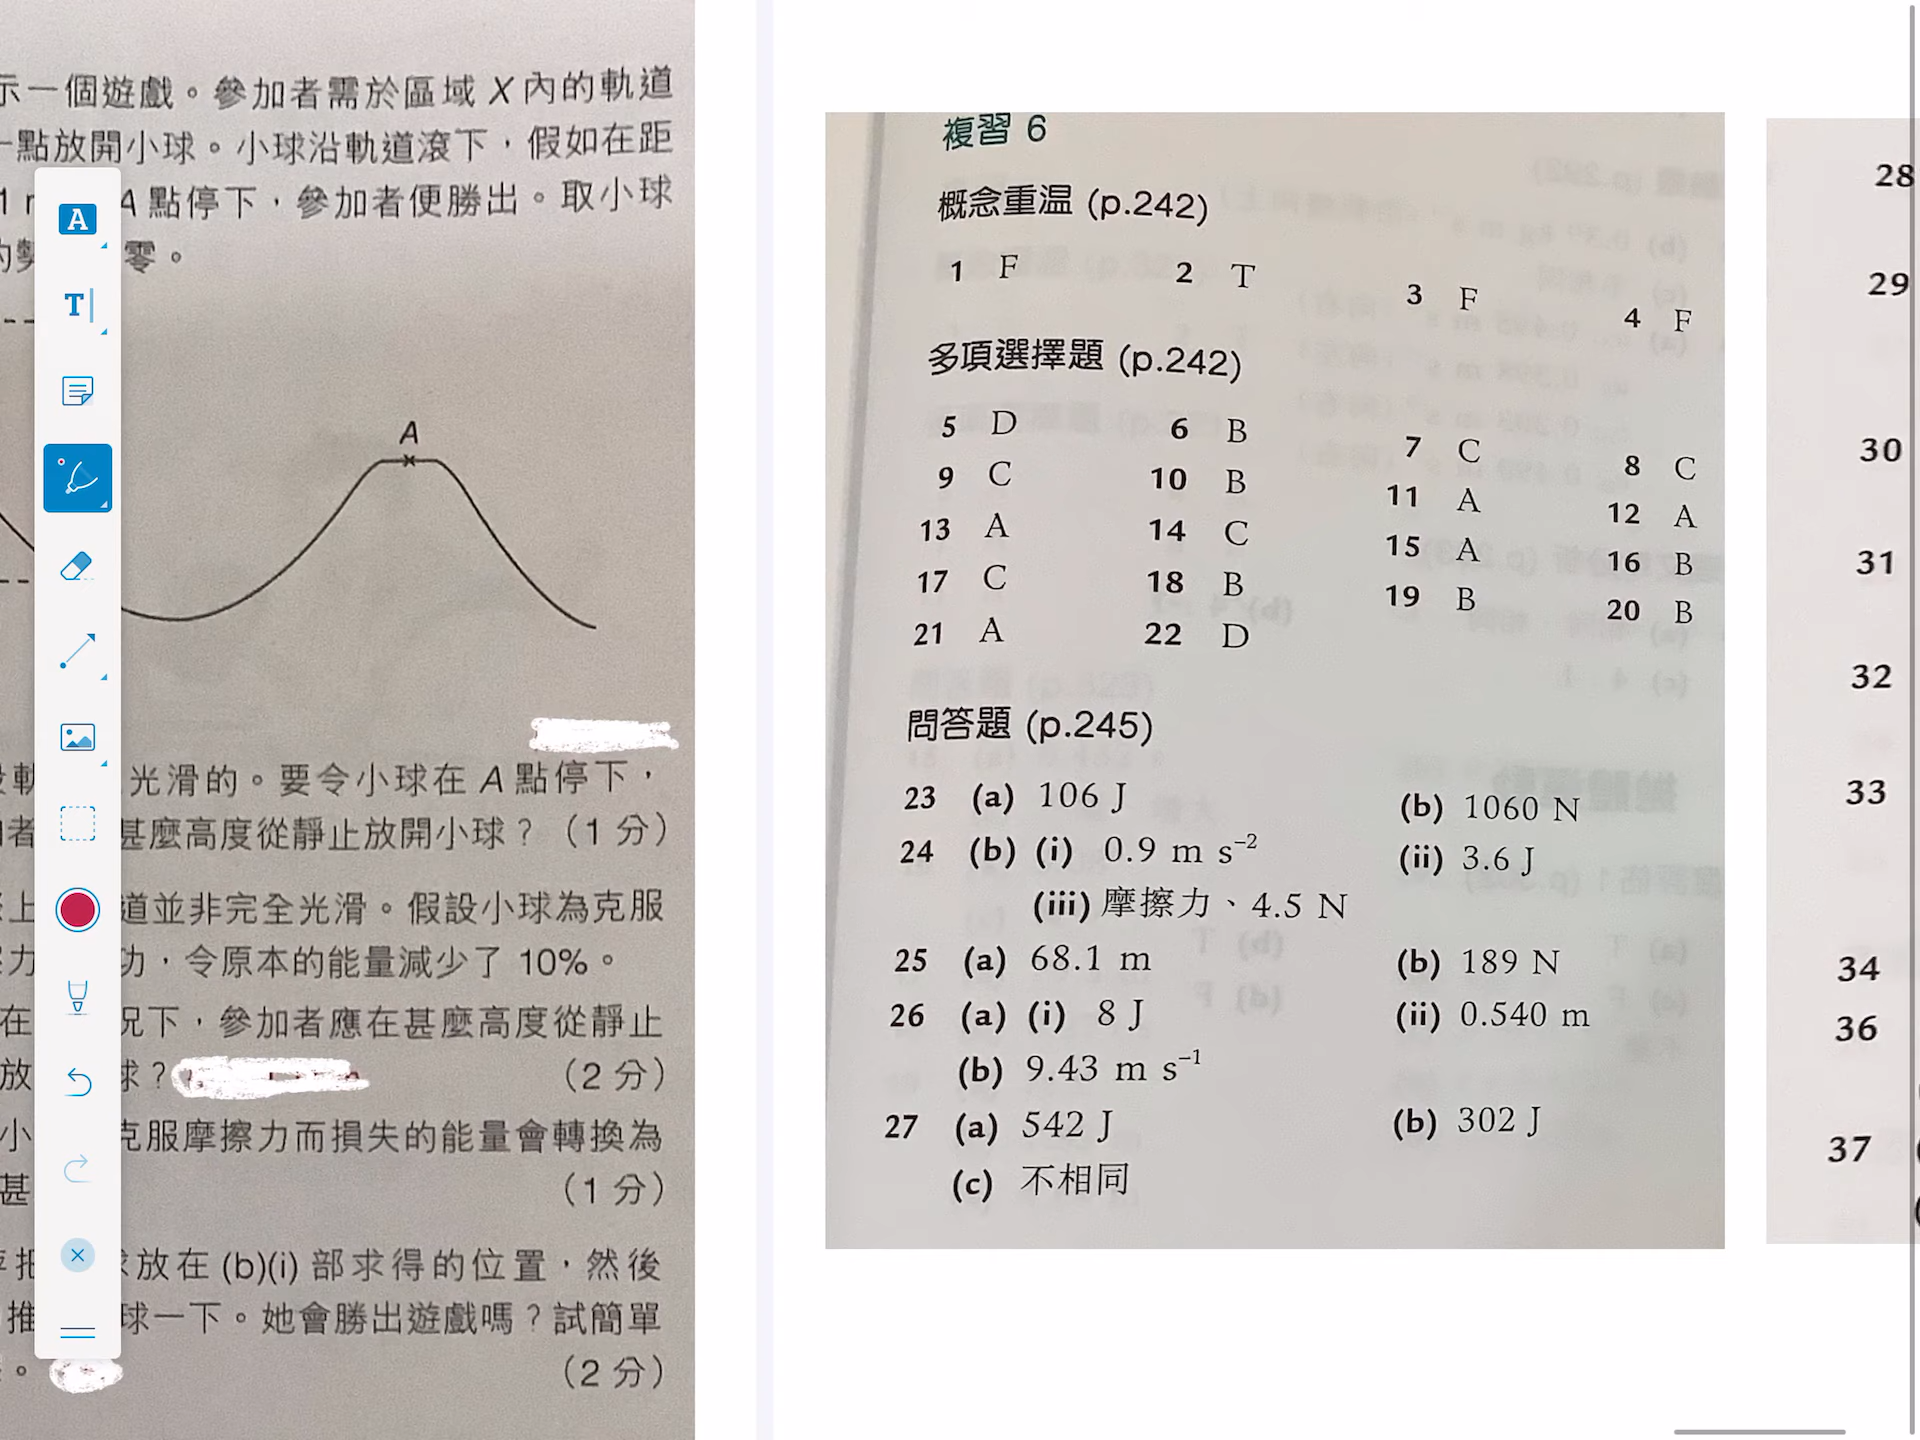 示一個遊戲。參加者需於區域 X 內的軌道
一點放開小球。小球沿軌道滾下,假如在距
A 點停下,參加者便勝出。取小球
零。
A
光滑的。要令小球在 A 點停下,
甚麼高度從靜止放開小球?(1 分)
道並非完全光滑。假設小球為克服
功,令原本的能量減少了 10%。
在 況下,參加者應在甚麼高度從靜止
放 球? (2 分)
小 克服摩擦力而損失的能量會轉換為
甚 (1 分)
放在 (b)(i) 部求得的位置,然後
推 球一下。她會勝出遊戲嗎?試簡單
。 (2 分)
A
T
複習 6
概念重温 (p.242)
1 F 2 T 3 F 4 F
多項選擇題 (p.242)
5 D 6 B 7 C 8 C
9 C 10 B 11 A 12 A
13 A 14 C 15 A 16 B
17 C 18 B 19 B 20 B
21 A 22 D
問答題 (p.245)
23 (a) 106 J (b) 1060 N
24 (b) (i) 0.9 m s⁻² (ii) 3.6 J
(iii) 摩擦力、4.5 N
25 (a) 68.1 m (b) 189 N
26 (a) (i) 8 J (ii) 0.540 m
(b) 9.43 m s⁻¹
27 (a) 542 J (b) 302 J
(c) 不相同
28
29
30
31
32
33
34
36
37